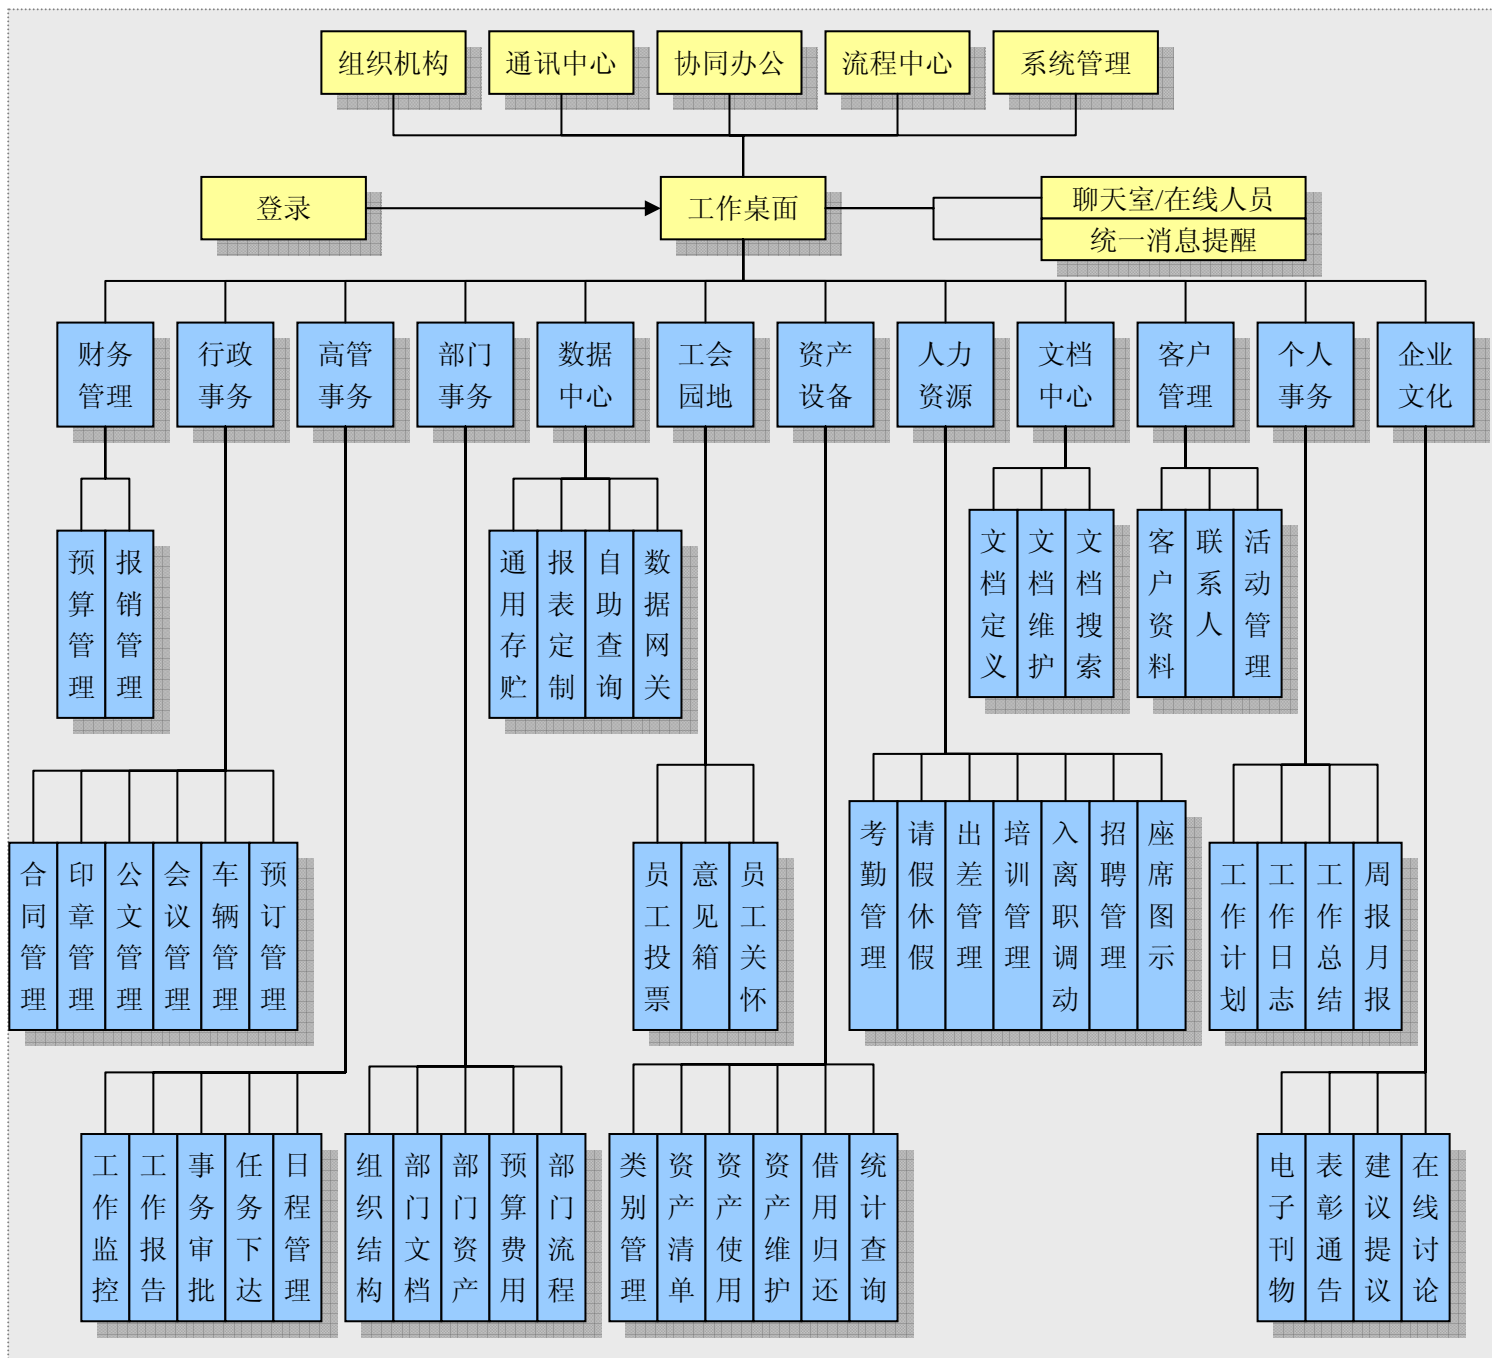 组织机构
通讯中心
协同办公
流程中心
系统管理
登录
工作桌面
聊天室/在线人员
统一消息提醒
财务
管理
行政
事务
高管
事务
部门
事务
数据
中心
工会
园地
资产
设备
人力
资源
文档
中心
客户
管理
个人
事务
企业
文化
预算管理
报销管理
通用存贮
报表定制
自助查询
数据网关
文档定义
文档维护
文档搜索
客户资料
联系人
活动管理
合同管理
印章管理
公文管理
会议管理
车辆管理
预订管理
员工投票
意见箱
员工关怀
考勤管理
请假休假
出差管理
培训管理
入离职调动
招聘管理
座席图示
工作计划
工作日志
工作总结
周报月报
工作监控
工作报告
事务审批
任务下达
日程管理
组织结构
部门文档
部门资产
预算费用
部门流程
类别管理
资产清单
资产使用
资产维护
借用归还
统计查询
电子刊物
表彰通告
建议提议
在线讨论